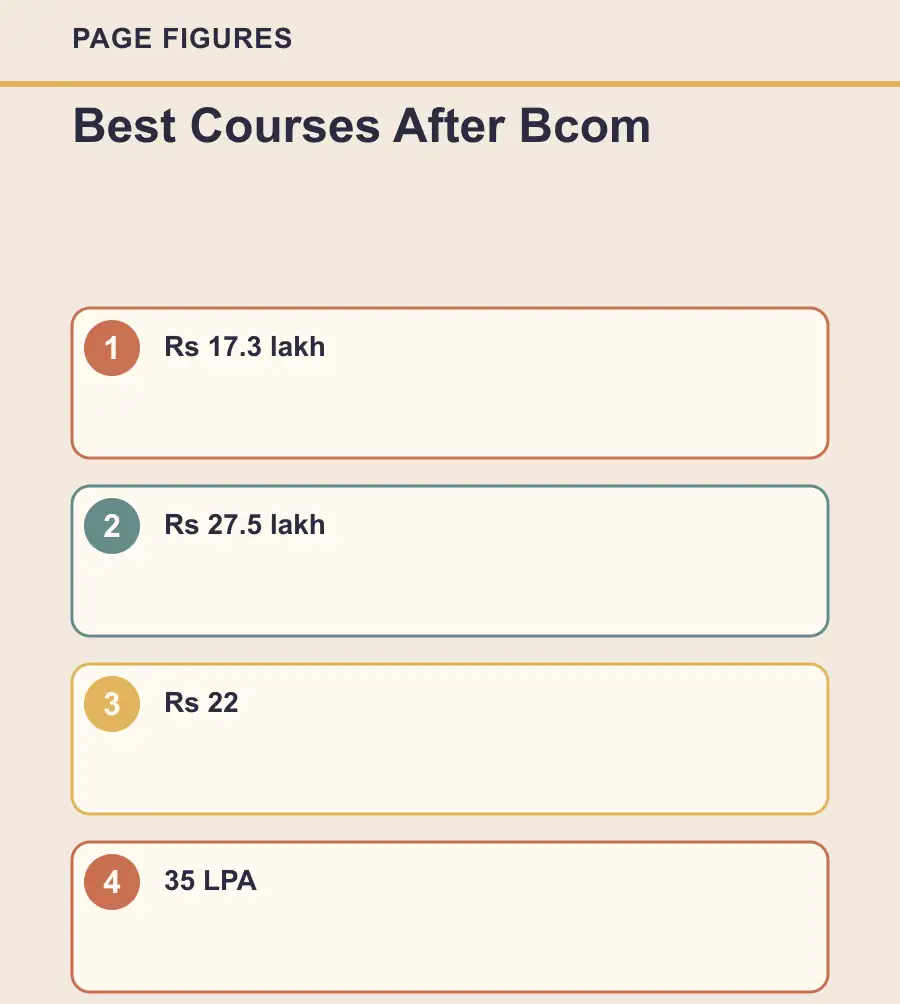 PAGE FIGURES
Best Courses After Bcom
1 Rs 17.3 lakh
2 Rs 27.5 lakh
3 Rs 22
4 35 LPA